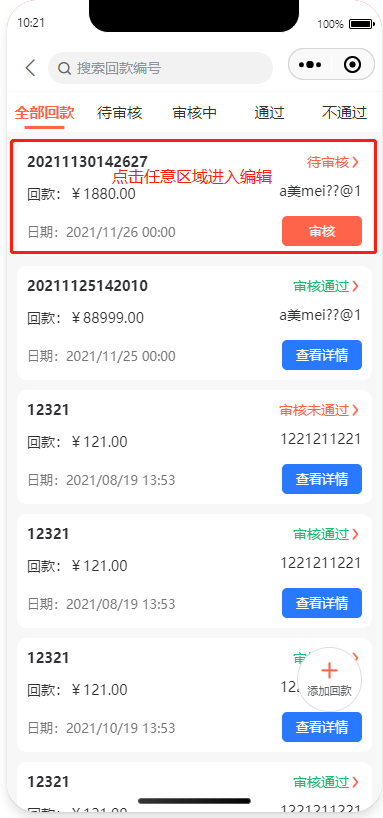 10:21 100%
搜索回款编号
全部回款 待审核 审核中 通过 不通过
20211130142627 待审核
点击任意区域进入编辑
回款：￥1880.00 a美mei??@1
日期：2021/11/26 00:00 审核
20211125142010 审核通过
回款：￥88999.00 a美mei??@1
日期：2021/11/25 00:00 查看详情
12321 审核未通过
回款：￥121.00 1221211221
日期：2021/08/19 13:53 查看详情
12321 审核通过
回款：￥121.00 1221211221
日期：2021/08/19 13:53 查看详情
12321
回款：￥121.00
添加回款
日期：2021/10/19 13:53 查看详情
12321 审核通过
回款：￥121.00 1221211221